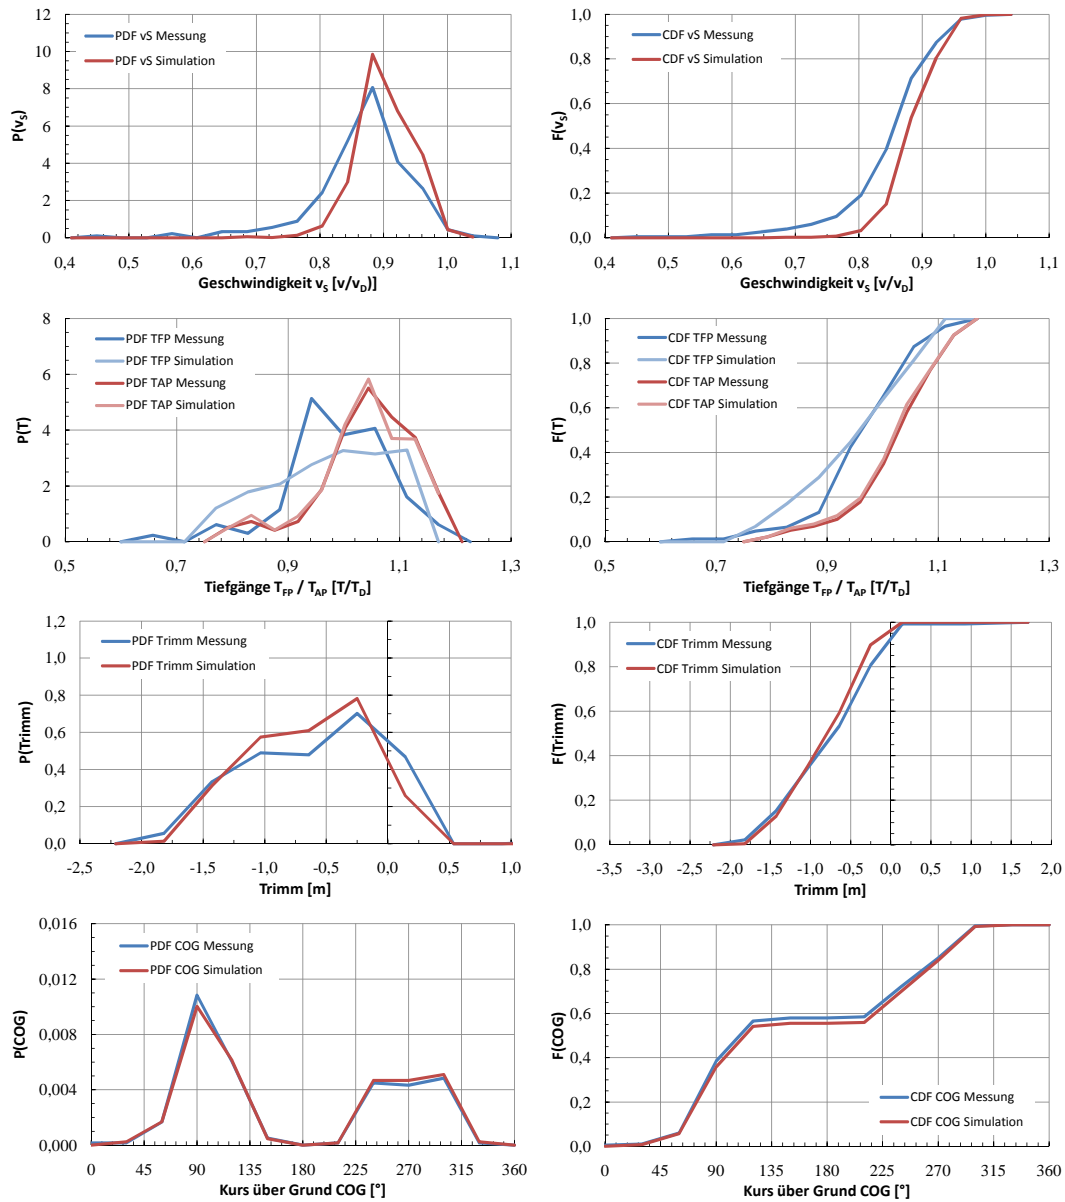 12
10
8
6
4
2
0
P(vS)
PDF vS Messung
PDF vS Simulation
0,4 0,5 0,6 0,7 0,8 0,9 1,0 1,1
Geschwindigkeit vS [v/vD)]
1,0
0,8
0,6
0,4
0,2
0,0
F(vS)
CDF vS Messung
CDF vS Simulation
0,4 0,5 0,6 0,7 0,8 0,9 1,0 1,1
Geschwindigkeit vS [v/vD]
8
6
4
2
0
P(T)
PDF TFP Messung
PDF TFP Simulation
PDF TAP Messung
PDF TAP Simulation
0,5 0,7 0,9 1,1 1,3
Tiefgänge TFP / TAP [T/TD]
1,0
0,8
0,6
0,4
0,2
0,0
F(T)
CDF TFP Messung
CDF TFP Simulation
CDF TAP Messung
CDF TAP Simulation
0,5 0,7 0,9 1,1 1,3
Tiefgänge TFP / TAP [T/TD]
1,2
1,0
0,8
0,6
0,4
0,2
0,0
P(Trimm)
PDF Trimm Messung
PDF Trimm Simulation
-2,5 -2,0 -1,5 -1,0 -0,5 0,0 0,5 1,0
Trimm [m]
1,0
0,8
0,6
0,4
0,2
0,0
F(Trimm)
CDF Trimm Messung
CDF Trimm Simulation
-3,5 -3,0 -2,5 -2,0 -1,5 -1,0 -0,5 0,0 0,5 1,0 1,5 2,0
Trimm [m]
0,016
0,012
0,008
0,004
0,000
P(COG)
PDF COG Messung
PDF COG Simulation
0 45 90 135 180 225 270 315 360
Kurs über Grund COG [°]
1,0
0,8
0,6
0,4
0,2
0,0
F(COG)
CDF COG Messung
CDF COG Simulation
0 45 90 135 180 225 270 315 360
Kurs über Grund COG [°]